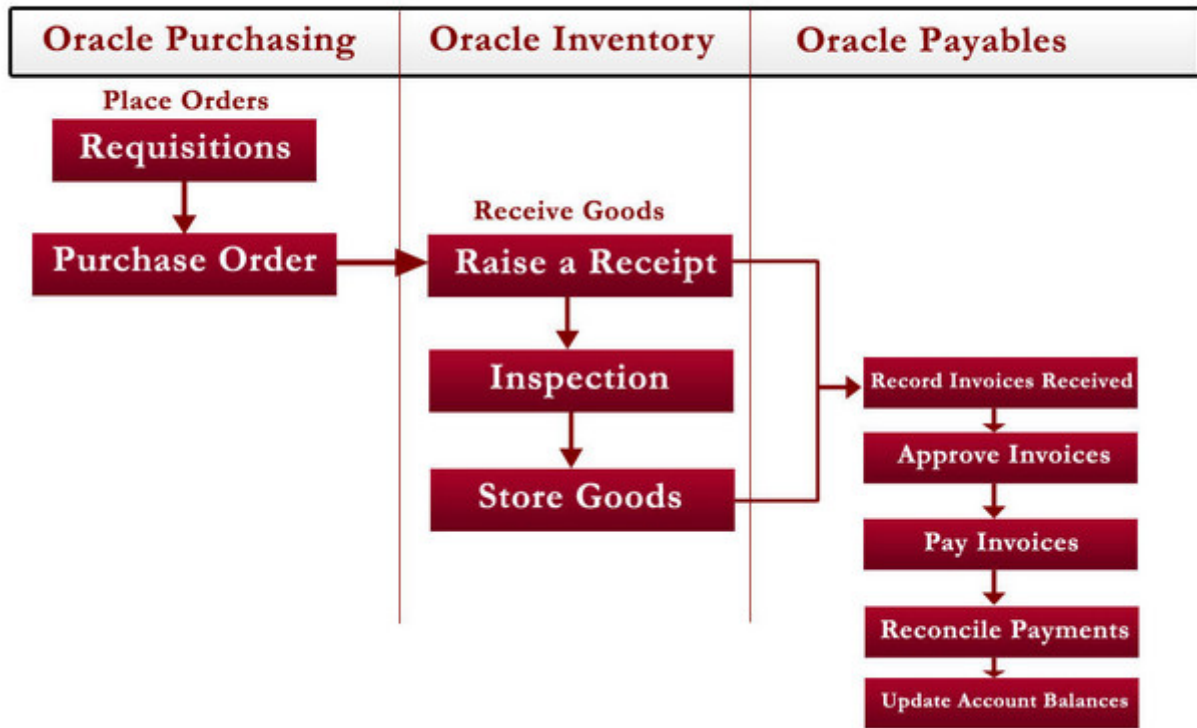 Oracle Purchasing
Oracle Inventory
Oracle Payables
Place Orders
Requisitions
Purchase Order
Receive Goods
Raise a Receipt
Inspection
Store Goods
Record Invoices Received
Approve Invoices
Pay Invoices
Reconcile Payments
Update Account Balances